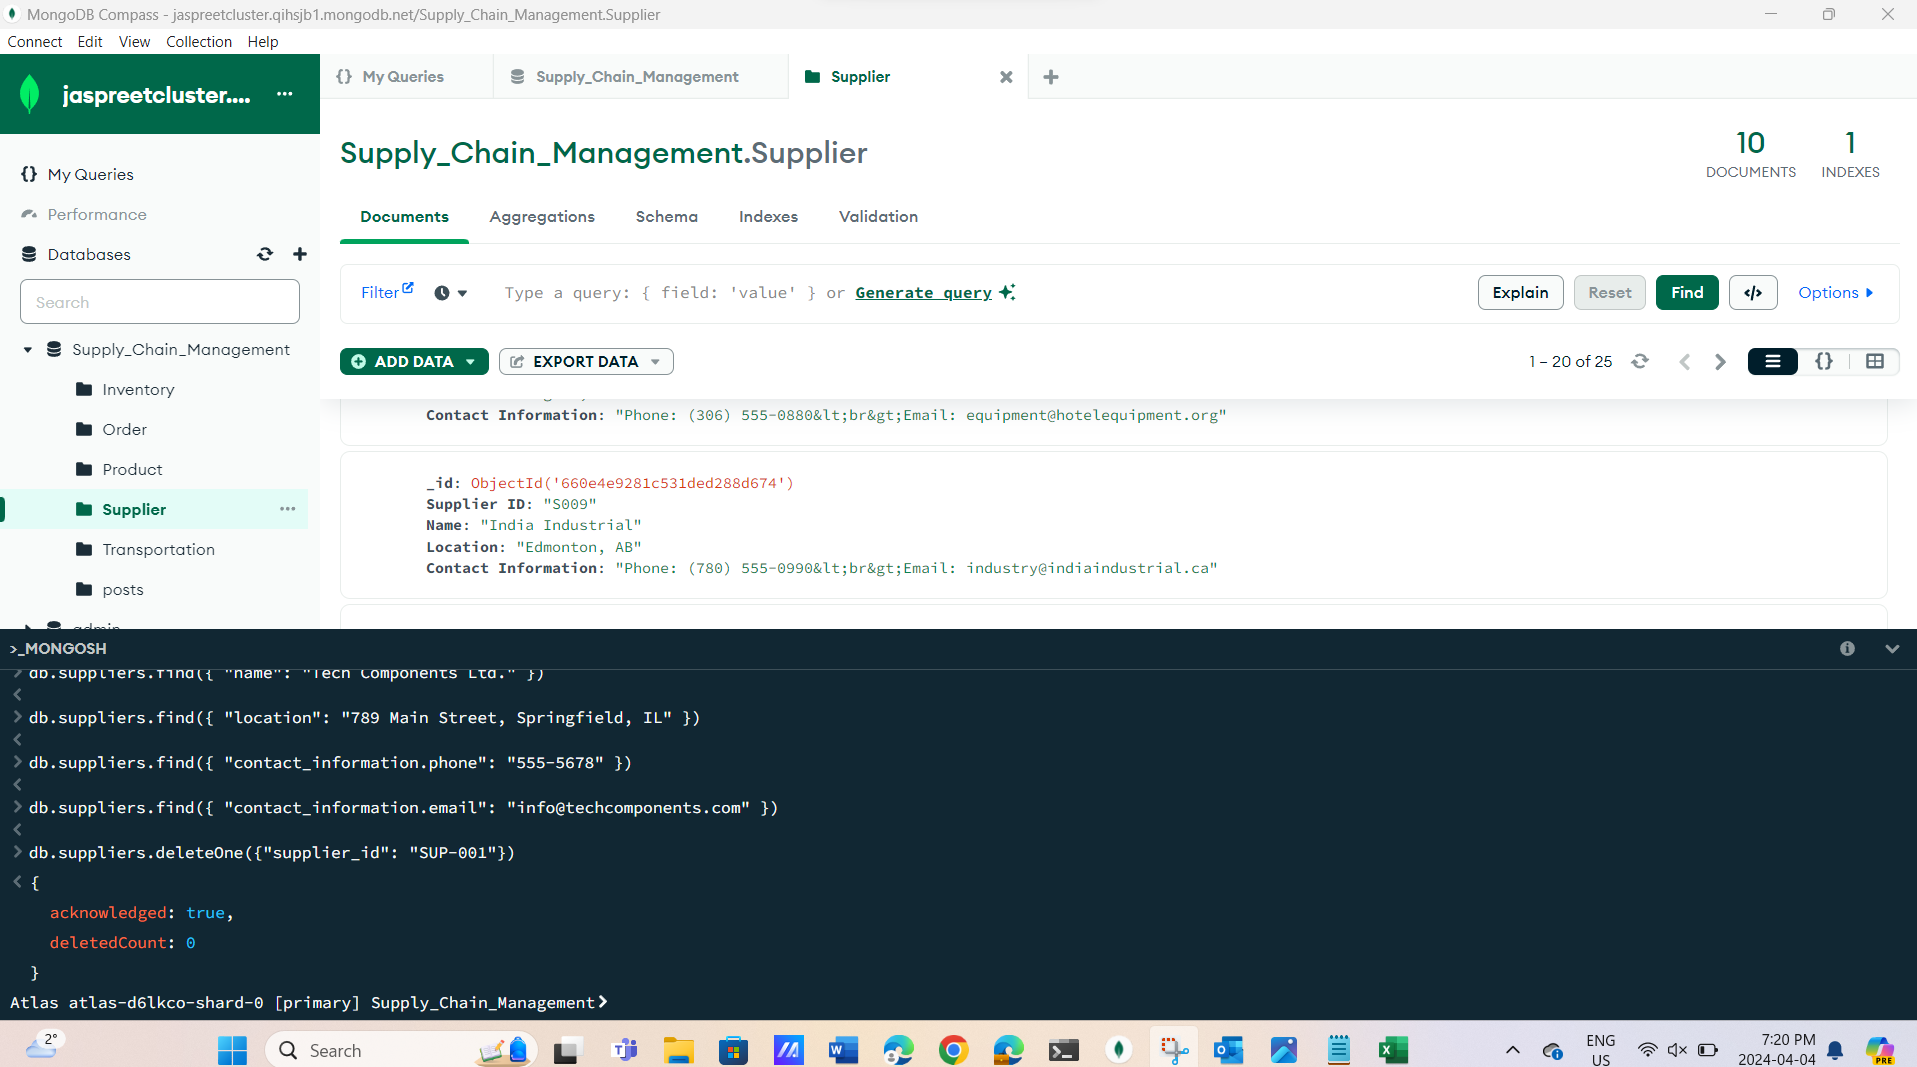 MongoDB Compass - jaspreetcluster.qihsjb1.mongodb.net/Supply_Chain_Management.Supplier
Connect Edit View Collection Help
jaspreetcluster.... ...
My Queries
Performance
Databases
Search
Supply_Chain_Management
Inventory
Order
Product
Supplier
Transportation
posts
admin
{} My Queries
Supply_Chain_Management
Supplier
Supply_Chain_Management.Supplier
10
DOCUMENTS
1
INDEXES
Documents Aggregations Schema Indexes Validation
Filter
Type a query: { field: 'value' } or Generate query
Explain Reset Find </> Options
ADD DATA EXPORT DATA
1 – 20 of 25
{}
Contact Information: "Phone: (306) 555-0880&lt;br&gt;Email: equipment@hotelequipment.org"
_id: ObjectId('660e4e9281c531ded288d674')
Supplier ID: "S009"
Name: "India Industrial"
Location: "Edmonton, AB"
Contact Information: "Phone: (780) 555-0990&lt;br&gt;Email: industry@indiaindustrial.ca"
>_MONGOSH
> db.suppliers.find({ "name": "Tech Components Ltd." })
<
> db.suppliers.find({ "location": "789 Main Street, Springfield, IL" })
<
> db.suppliers.find({ "contact_information.phone": "555-5678" })
<
> db.suppliers.find({ "contact_information.email": "info@techcomponents.com" })
<
> db.suppliers.deleteOne({"supplier_id": "SUP-001"})
< {
acknowledged: true,
deletedCount: 0
}
Atlas atlas-d6lkco-shard-0 [primary] Supply_Chain_Management>
2°
Search
ENG
US
7:20 PM
2024-04-04
PRE